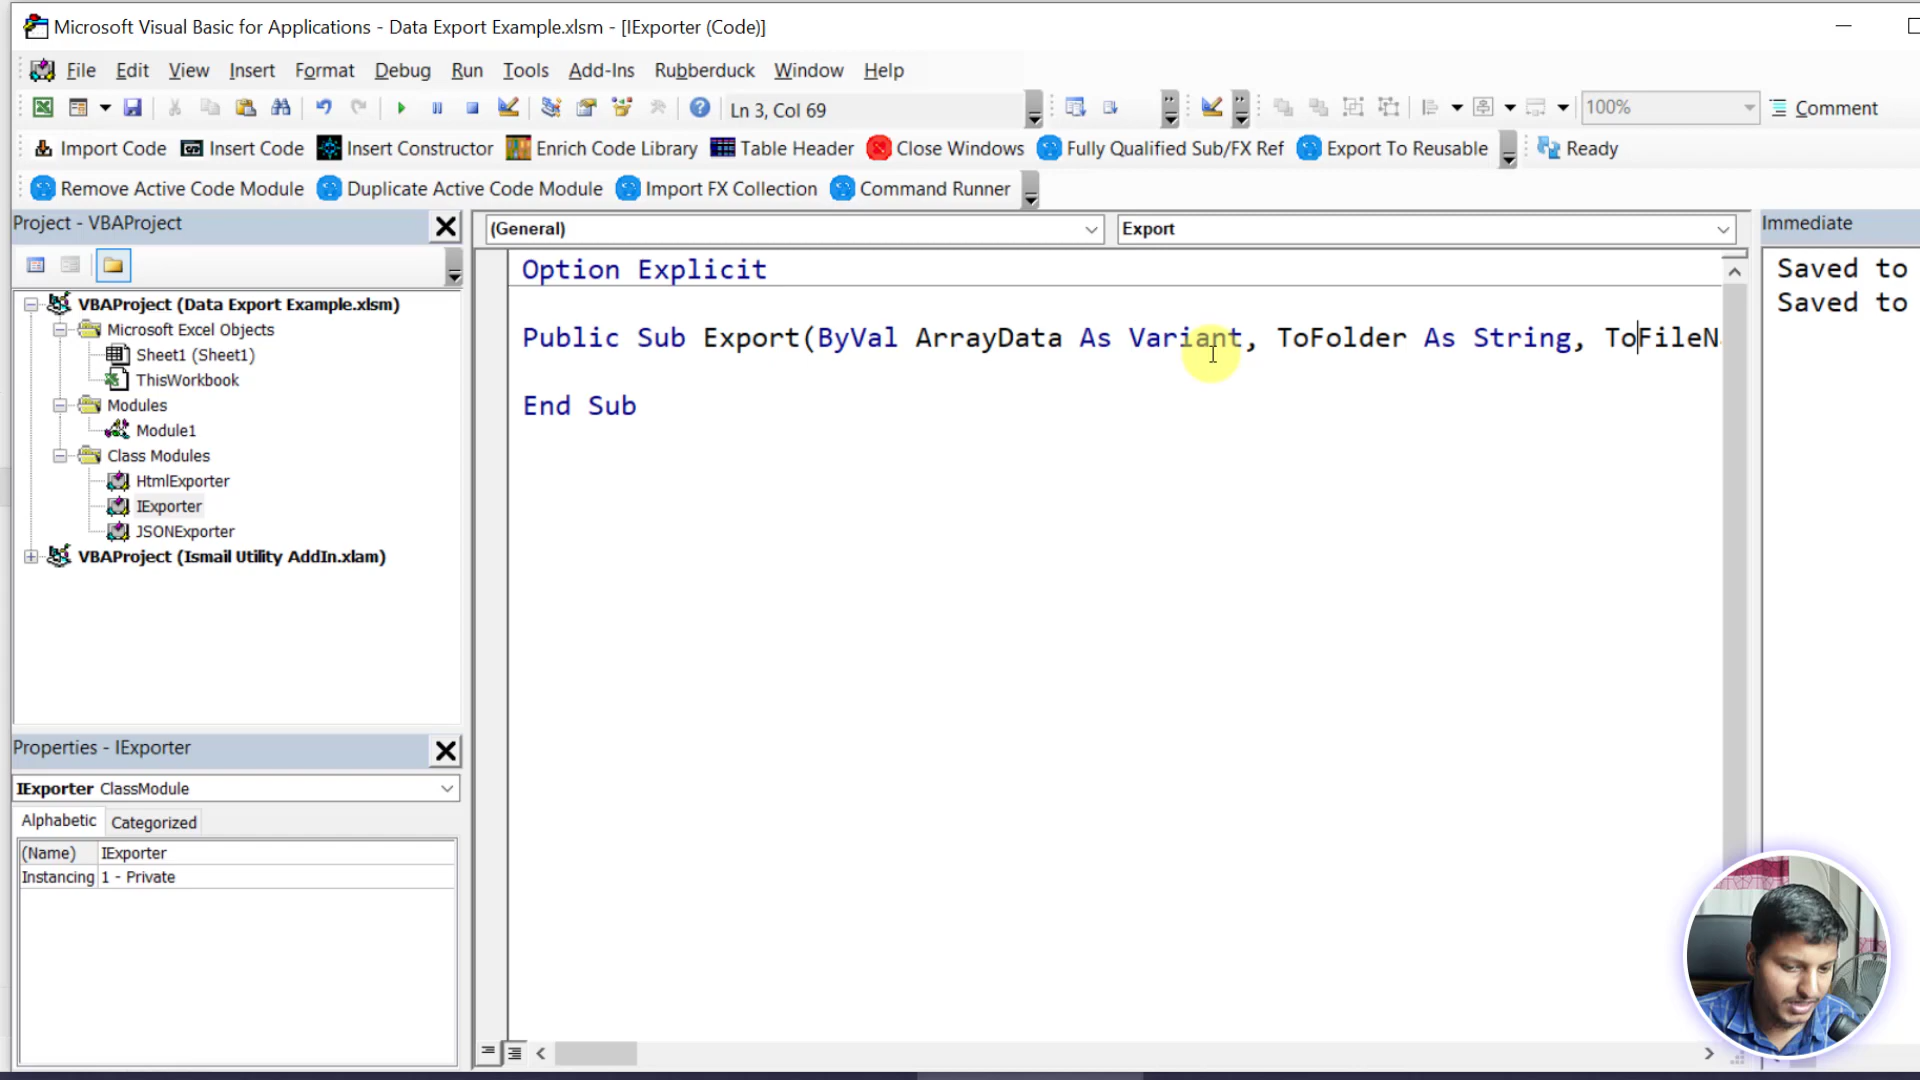 Microsoft Visual Basic for Applications - Data Export Example.xlsm - [IExporter (Code)]
File Edit View Insert Format Debug Run Tools Add-Ins Rubberduck Window Help
Ln 3, Col 69 100% Comment
Import Code Insert Code Insert Constructor Enrich Code Library Table Header Close Windows Fully Qualified Sub/FX Ref Export To Reusable Ready
Remove Active Code Module Duplicate Active Code Module Import FX Collection Command Runner
Project - VBAProject
VBAProject (Data Export Example.xlsm)
Microsoft Excel Objects
Sheet1 (Sheet1)
ThisWorkbook
Modules
Module1
Class Modules
HtmlExporter
IExporter
JSONExporter
VBAProject (Ismail Utility AddIn.xlam)
Properties - IExporter
IExporter ClassModule
Alphabetic Categorized
(Name) IExporter
Instancing 1 - Private
(General) Export
Option Explicit
Public Sub Export(ByVal ArrayData As Variant, ToFolder As String, ToFileN
End Sub
Immediate
Saved to
Saved to